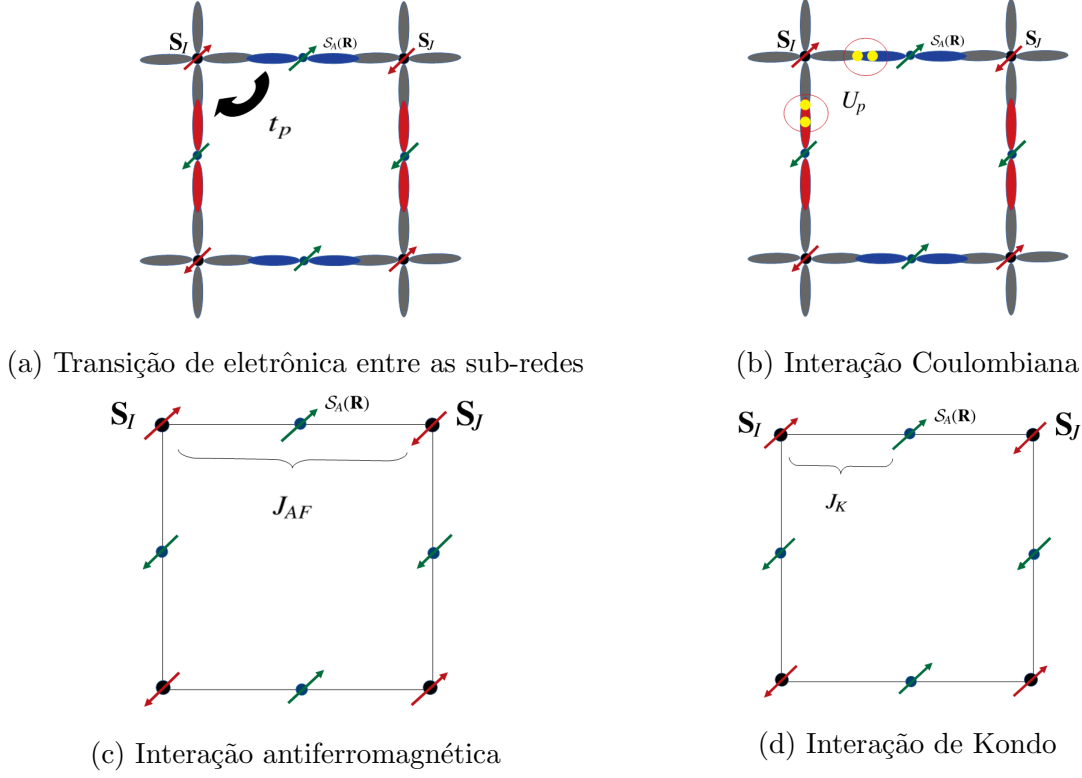 S_I S_A(R) S_J
t_p
S_I S_A(R) S_J
U_p
(a) Transição de eletrônica entre as sub-redes
(b) Interação Coulombiana
S_I S_A(R) S_J
J_AF
S_I S_A(R) S_J
J_K
(c) Interação antiferromagnética
(d) Interação de Kondo